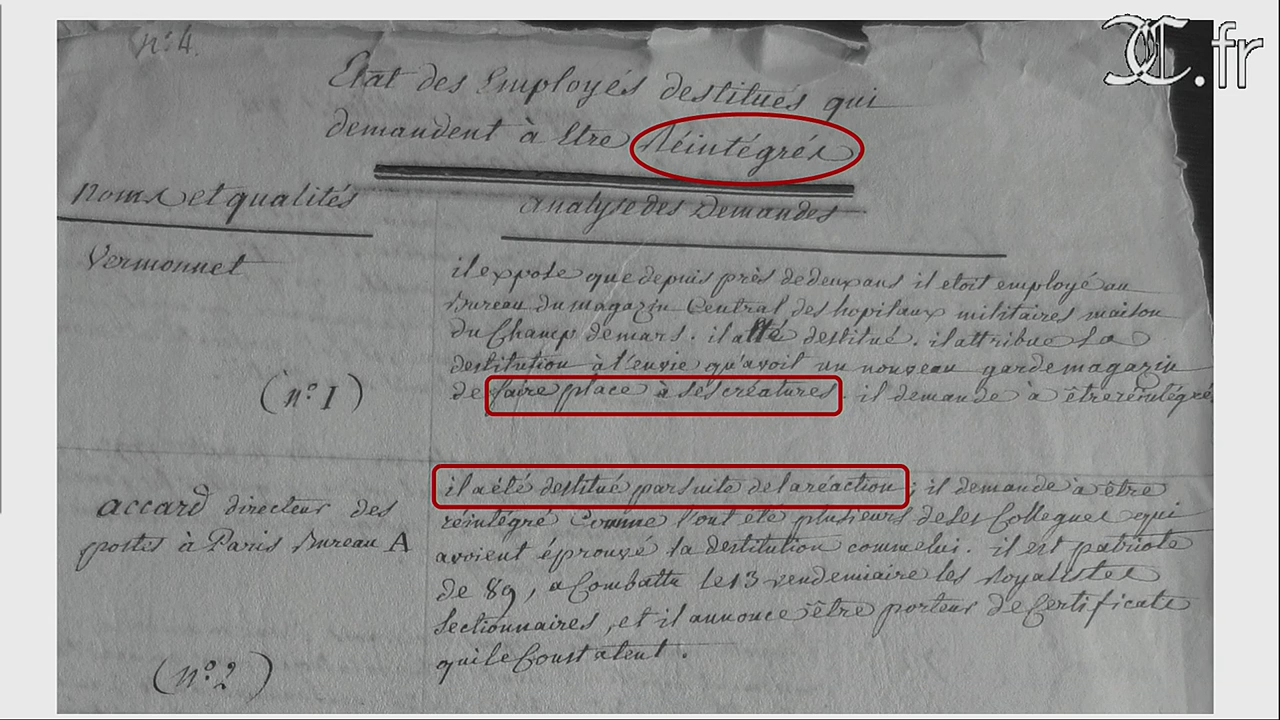 n.° 4.
CC.fr
Etat des Employés destitués qui
demandent à Etre Réintégrés
Noms et qualités
analyse des Demandes
Vermonnet
il expose que depuis près de deux ans il etoit employé au
Bureau du magazin Central des hopitaux militaires maison
du Champ de mars. il a été destitué. il attribue sa
destitution à l'envie qu'avoit un nouveau garde magazin
de faire place à ses créatures. il demande à être réintégré
(n.° 1)
il a été destitué par suite de la réaction ; il demande à être
réintégré Comme l'ont été plusieurs de ses Collegues qui
avoient éprouvé la destitution comme lui. il est patriote
de 89, a Combattu le 13 vendemiaire les Royalistes
Sectionnaires, et il annonce être porteur de Certificats
qui le Constatent.
accard directeur des
postes à Paris Bureau A
(n.° 2)